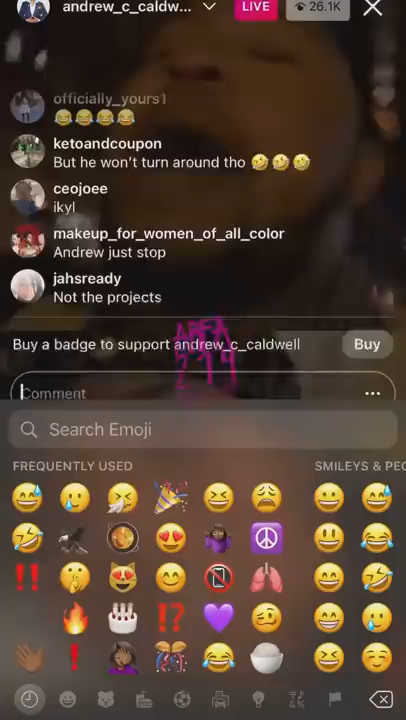 andrew_c_caldw...
LIVE
26.1K
officially_yours1
😂😂😂😂
ketoandcoupon
But he won't turn around tho 🤣🤣🤣
ceojoee
ikyl
makeup_for_women_of_all_color
Andrew just stop
jahsready
Not the projects
Buy a badge to support andrew_c_caldwell
Buy
Comment
Search Emoji
FREQUENTLY USED
SMILEYS & PEO